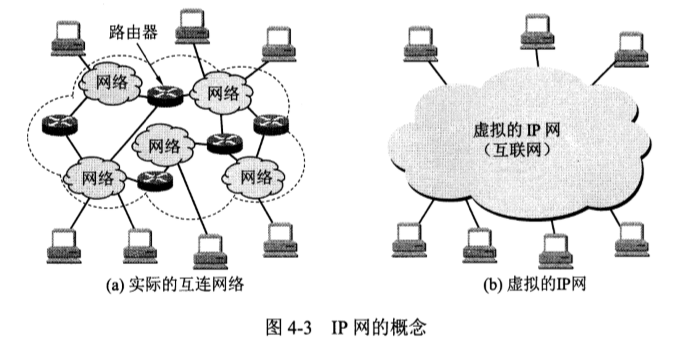 路由器
网络
网络
网络
网络
网络
虚拟的 IP 网
（互联网）
(a) 实际的互连网络
(b) 虚拟的IP网
图 4-3 IP 网的概念